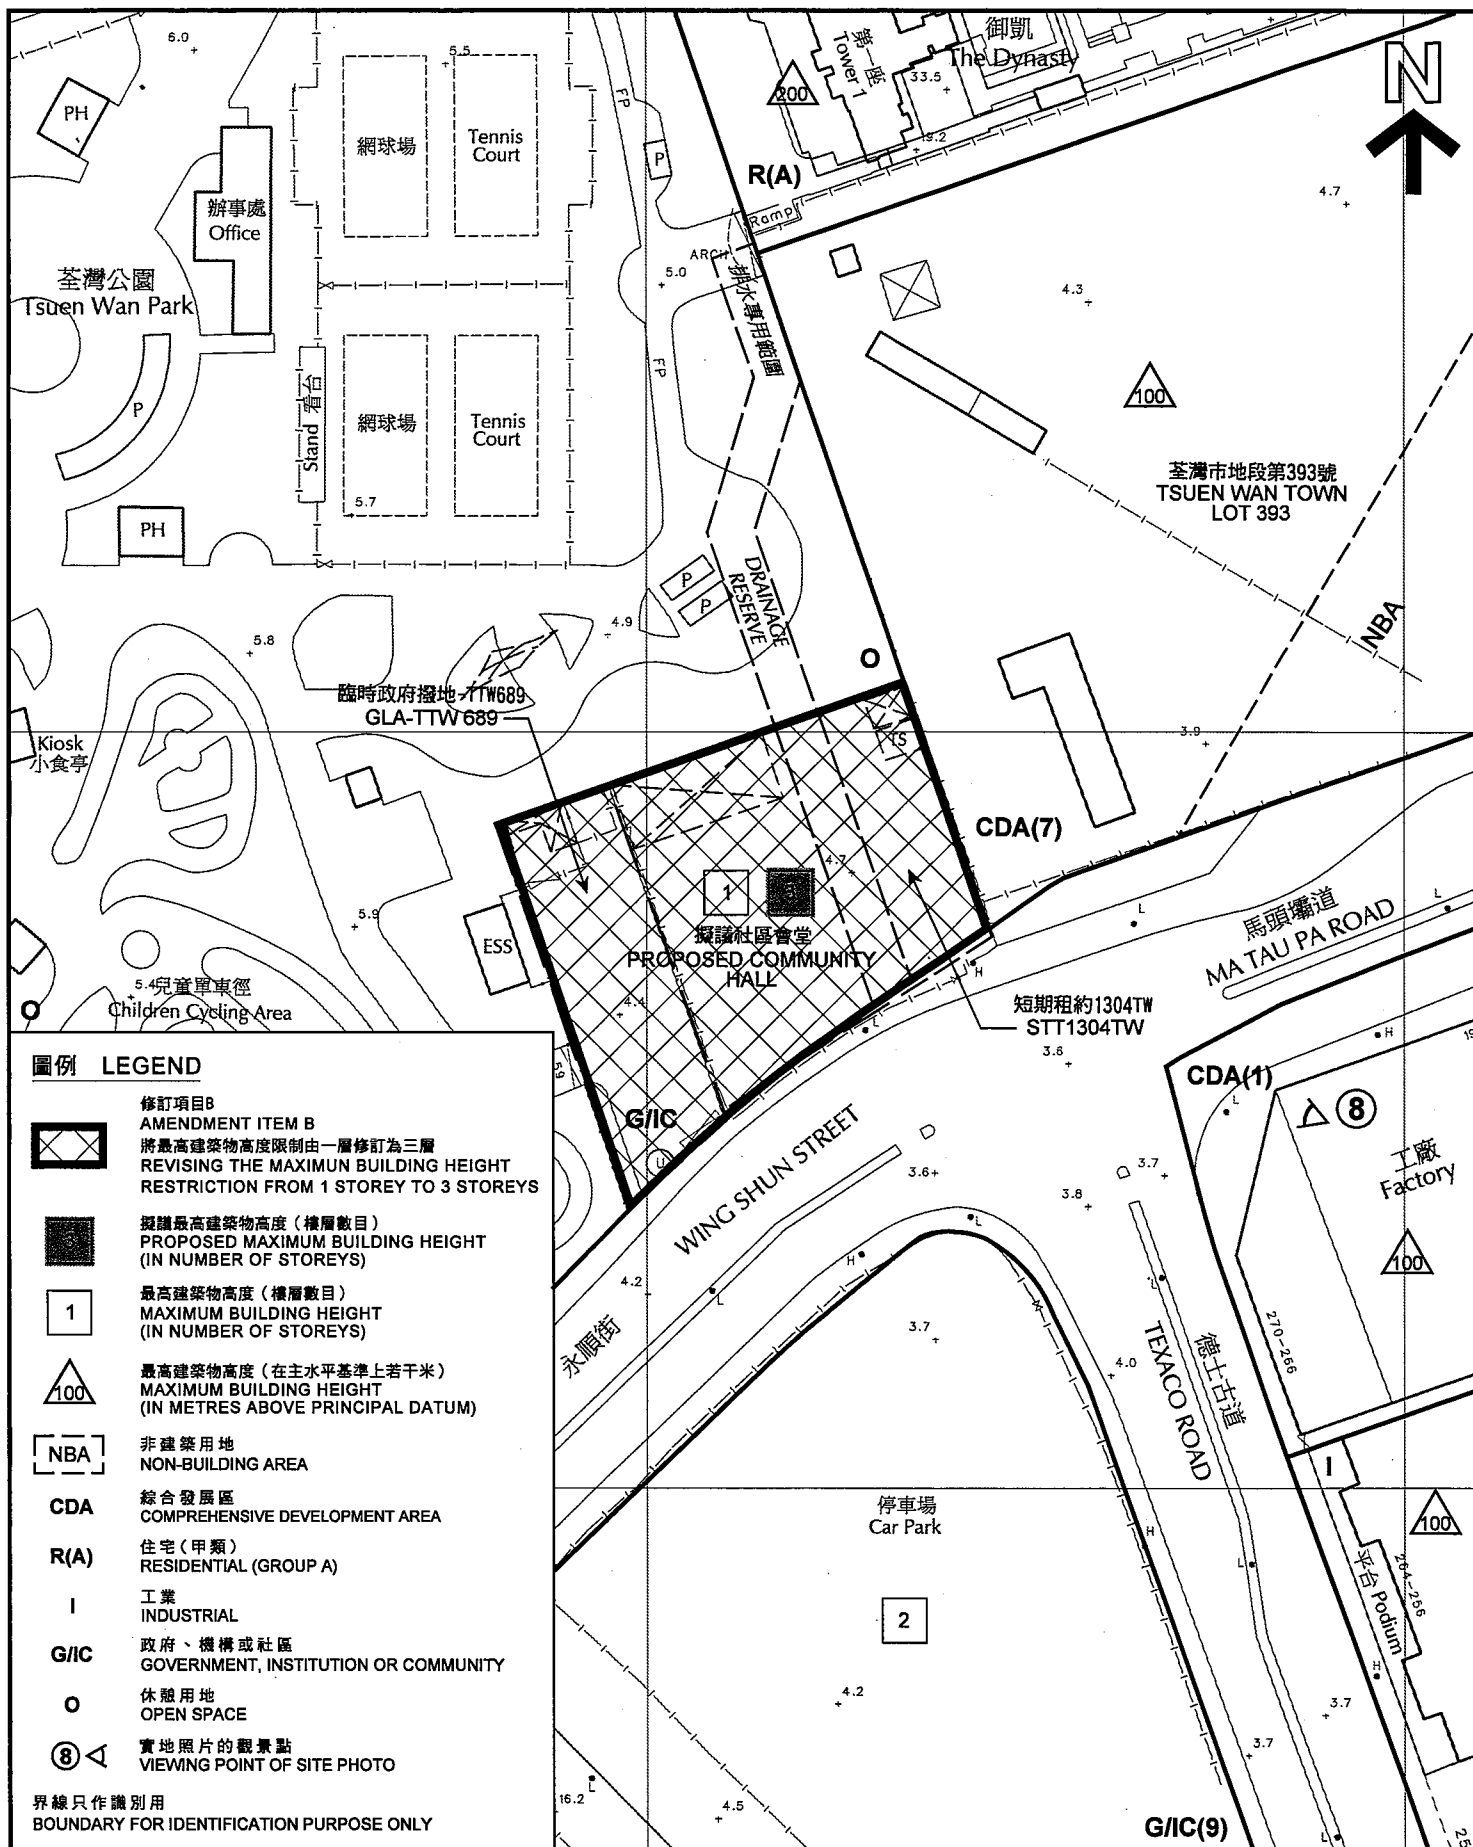 6.0
5.5
PH
網球場
Tennis
Court
FP
P
辦事處
Office
荃灣公園
Tsuen Wan Park
P
Stand 看台
網球場
Tennis
Court
FP
5.7
PH
200
第一座
Tower 1
御凱
The Dynasty
33.5
19.2
N
R(A)
Ramp
ARCH
5.0
排水專用範圍
4.7
4.3
100
荃灣市地段第393號
TSUEN WAN TOWN
LOT 393
NBA
P
P
DRAINAGE
RESERVE
4.9
5.8
O
臨時政府撥地-TTW689
GLA-TTW 689
Kiosk
小食亭
TS
3.9
CDA(7)
4.7
1
擬議社區會堂
PROPOSED COMMUNITY
HALL
5.9
ESS
5.4
兒童單車徑
Children Cycling Area
O
4.4
L
L
馬頭壩道
MA TAU PA ROAD
H
短期租約1304TW
STT1304TW
L
3.6
H
19
CDA(1)
L
8
工廠
Factory
100
59
G/IC
U
WING SHUN STREET
永順街
3.6
3.7
3.8
L
H
4.2
L
3.7
L
4.0
TEXACO ROAD
德士古道
270-266
I
100
停車場
Car Park
H
L
平台 Podium
264-256
2
H
4.2
3.7
3.7
16.2
L
4.5
L
G/IC(9)
圖例 LEGEND
修訂項目B
AMENDMENT ITEM B
將最高建築物高度限制由一層修訂為三層
REVISING THE MAXIMUN BUILDING HEIGHT
RESTRICTION FROM 1 STOREY TO 3 STOREYS
擬議最高建築物高度（樓層數目）
PROPOSED MAXIMUM BUILDING HEIGHT
(IN NUMBER OF STOREYS)
1
最高建築物高度（樓層數目）
MAXIMUM BUILDING HEIGHT
(IN NUMBER OF STOREYS)
100
最高建築物高度（在主水平基準上若干米）
MAXIMUM BUILDING HEIGHT
(IN METRES ABOVE PRINCIPAL DATUM)
NBA
非建築用地
NON-BUILDING AREA
CDA
綜合發展區
COMPREHENSIVE DEVELOPMENT AREA
R(A)
住宅（甲類）
RESIDENTIAL (GROUP A)
I
工業
INDUSTRIAL
G/IC
政府、機構或社區
GOVERNMENT, INSTITUTION OR COMMUNITY
O
休憩用地
OPEN SPACE
8
實地照片的觀景點
VIEWING POINT OF SITE PHOTO
界線只作識別用
BOUNDARY FOR IDENTIFICATION PURPOSE ONLY